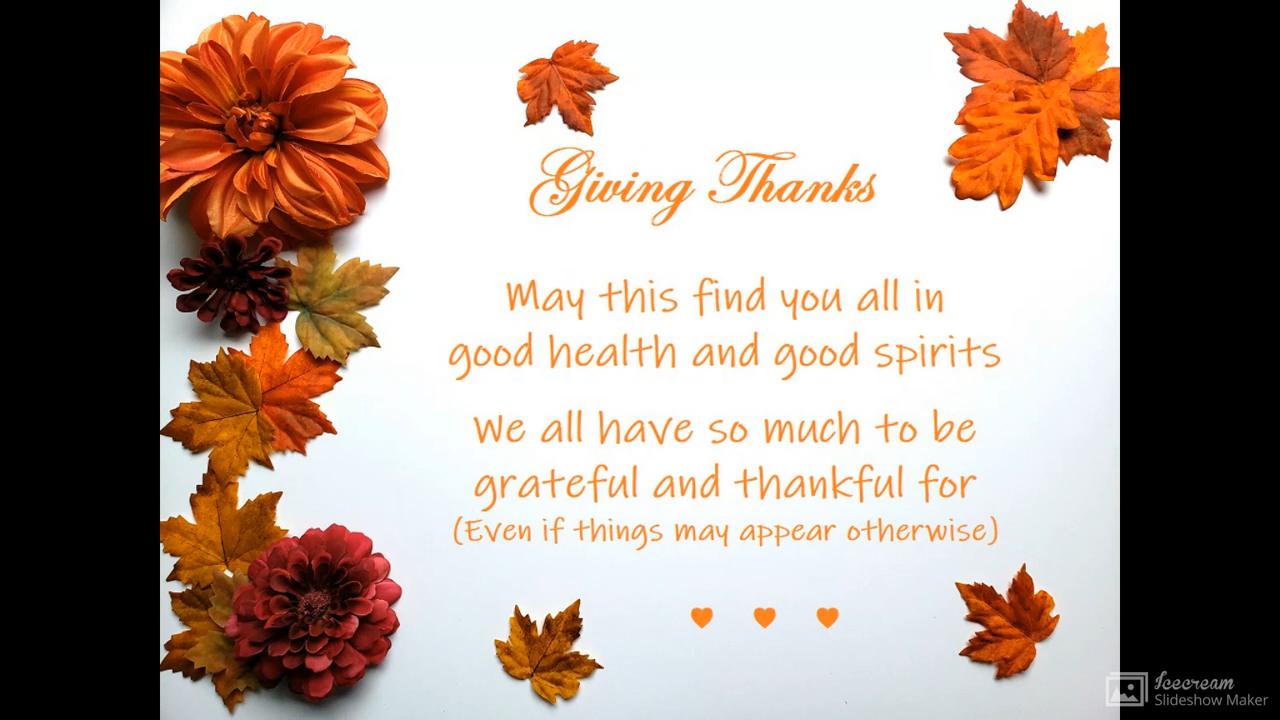 Giving Thanks
May this find you all in
good health and good spirits
We all have so much to be
grateful and thankful for
(Even if things may appear otherwise)
Icecream
Slideshow Maker